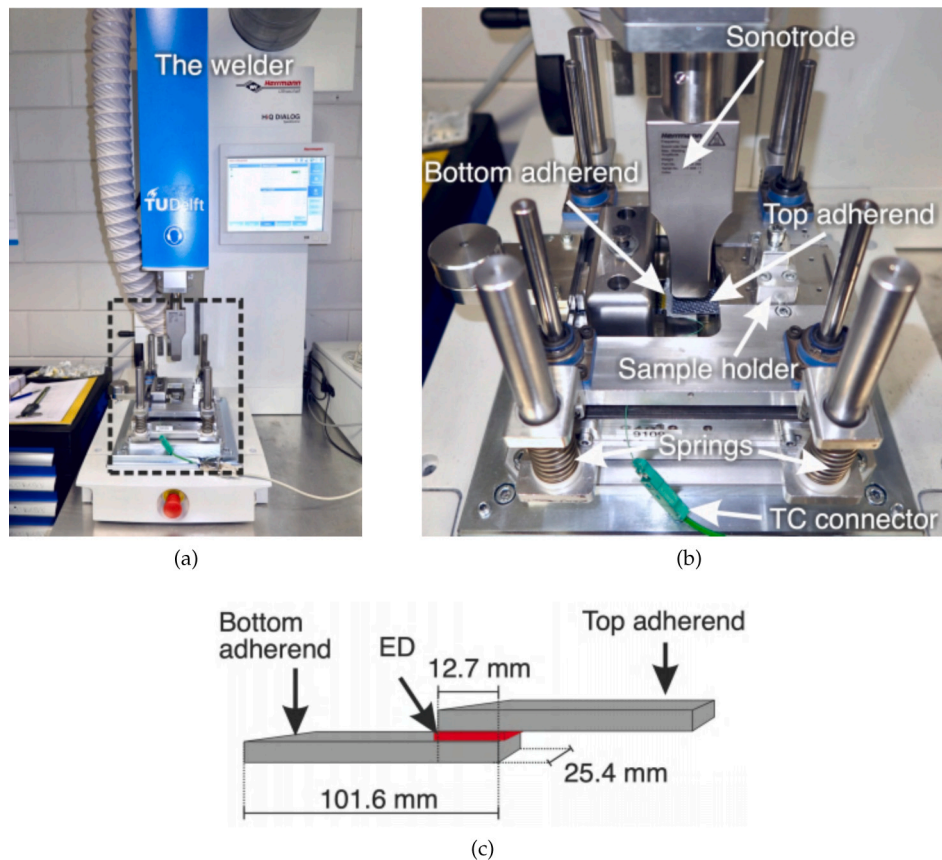 The welder
Herrmann
HiQ DIALOG
TUDelft
(a)
Sonotrode
Herrmann
Bottom adherend
Top adherend
Sample holder
Springs
TC connector
(b)
Bottom
adherend
ED
Top adherend
12.7 mm
25.4 mm
101.6 mm
(c)